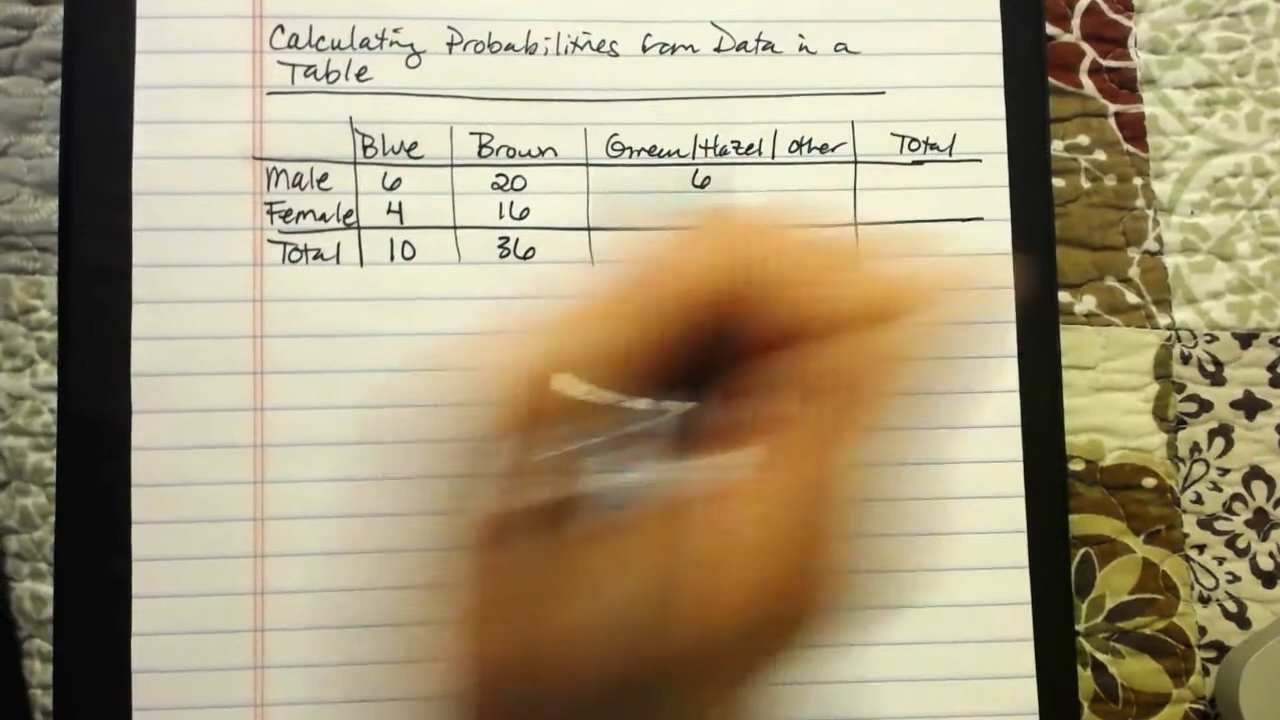 Calculating Probabilities from Data in a
Table
Blue Brown Green/Hazel/other Total
Male 6 20 6
Female 4 16
Total 10 36